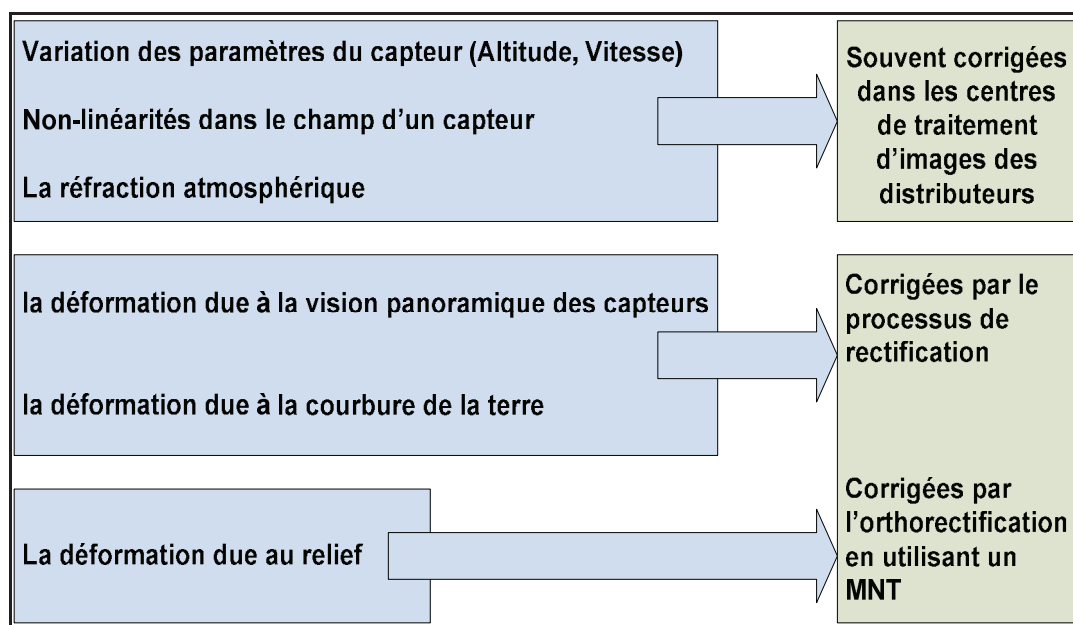 Variation des paramètres du capteur (Altitude, Vitesse)
Non-linéarités dans le champ d'un capteur
La réfraction atmosphérique
Souvent corrigées
dans les centres
de traitement
d'images des
distributeurs
la déformation due à la vision panoramique des capteurs
la déformation due à la courbure de la terre
Corrigées par le
processus de
rectification
La déformation due au relief
Corrigées par
l'orthorectification
en utilisant un
MNT